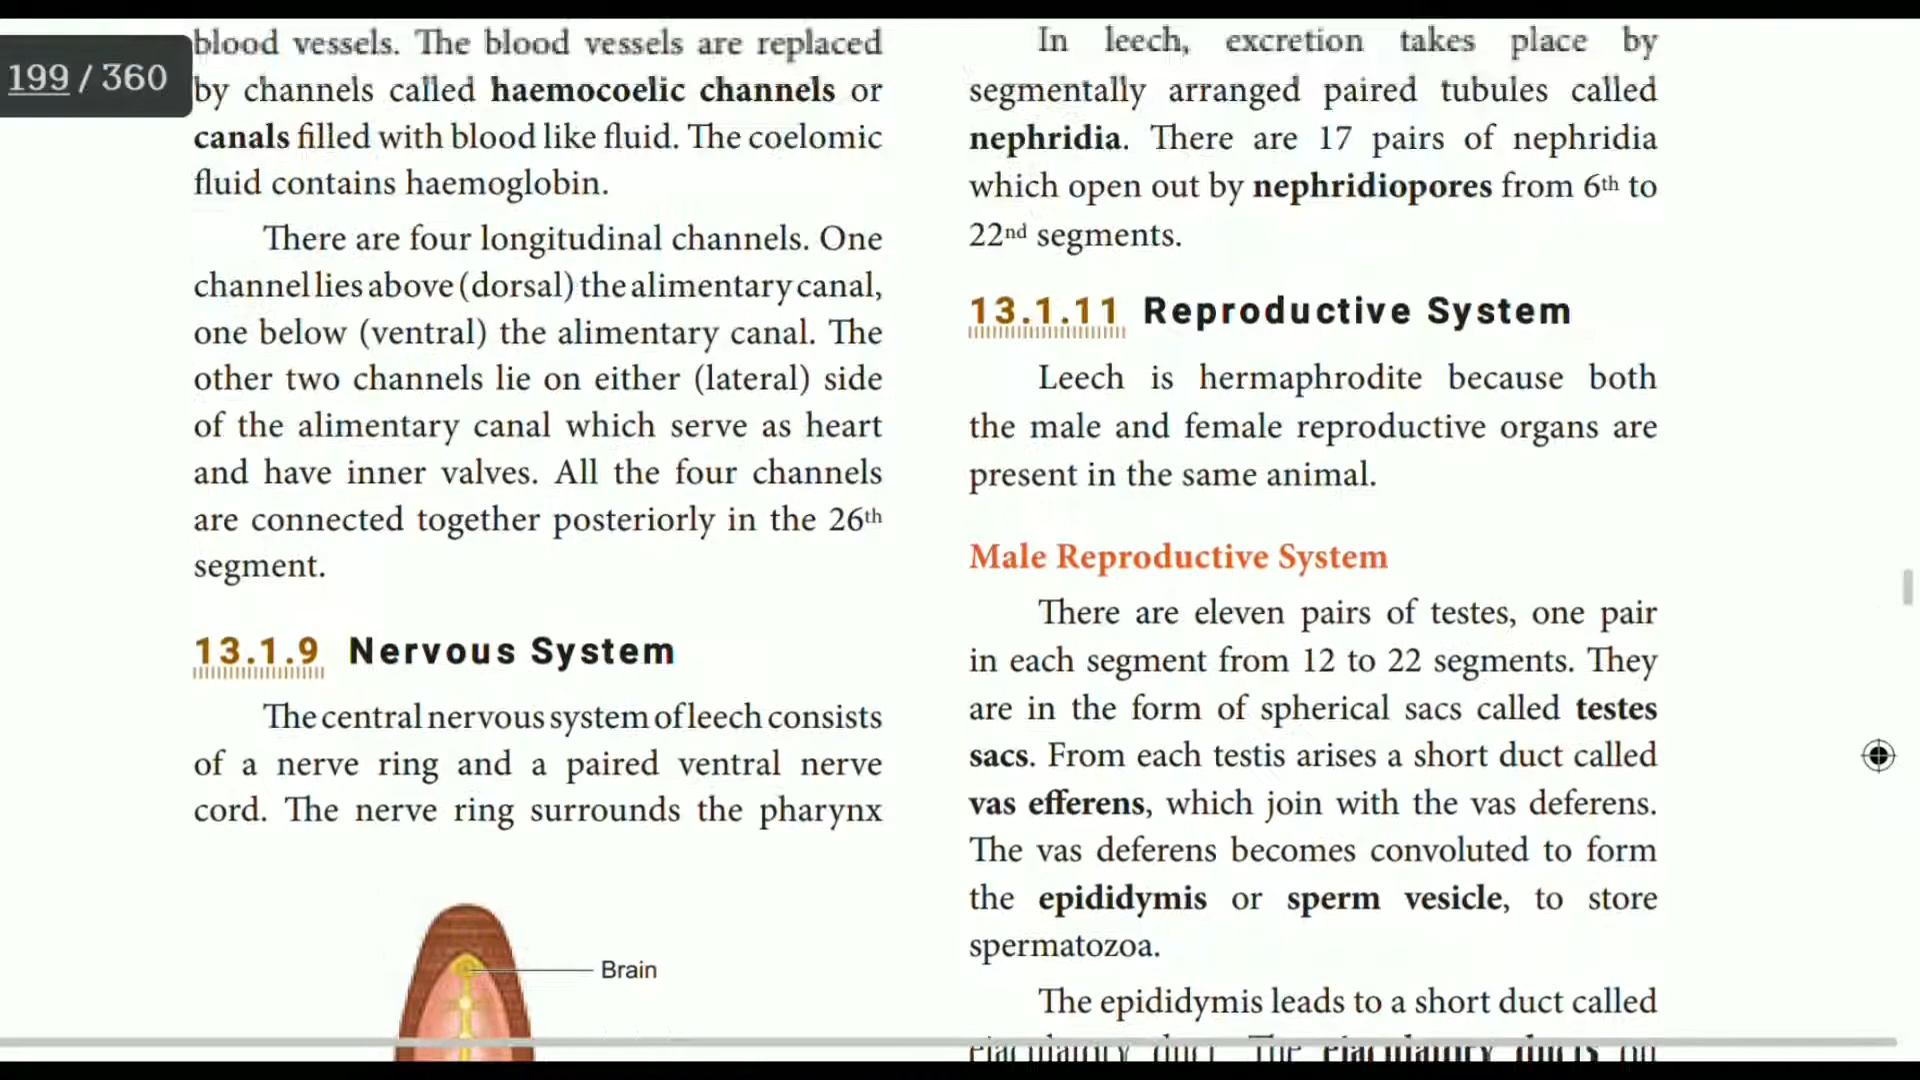 199 / 360
blood vessels. The blood vessels are replaced
by channels called haemocoelic channels or
canals filled with blood like fluid. The coelomic
fluid contains haemoglobin.
There are four longitudinal channels. One
channel lies above (dorsal) the alimentary canal,
one below (ventral) the alimentary canal. The
other two channels lie on either (lateral) side
of the alimentary canal which serve as heart
and have inner valves. All the four channels
are connected together posteriorly in the 26th
segment.
13.1.9 Nervous System
The central nervous system of leech consists
of a nerve ring and a paired ventral nerve
cord. The nerve ring surrounds the pharynx
Brain
In leech, excretion takes place by
segmentally arranged paired tubules called
nephridia. There are 17 pairs of nephridia
which open out by nephridiopores from 6th to
22nd segments.
13.1.11 Reproductive System
Leech is hermaphrodite because both
the male and female reproductive organs are
present in the same animal.
Male Reproductive System
There are eleven pairs of testes, one pair
in each segment from 12 to 22 segments. They
are in the form of spherical sacs called testes
sacs. From each testis arises a short duct called
vas efferens, which join with the vas deferens.
The vas deferens becomes convoluted to form
the epididymis or sperm vesicle, to store
spermatozoa.
The epididymis leads to a short duct called
ejaculatory duct. The ejaculatory ducts on